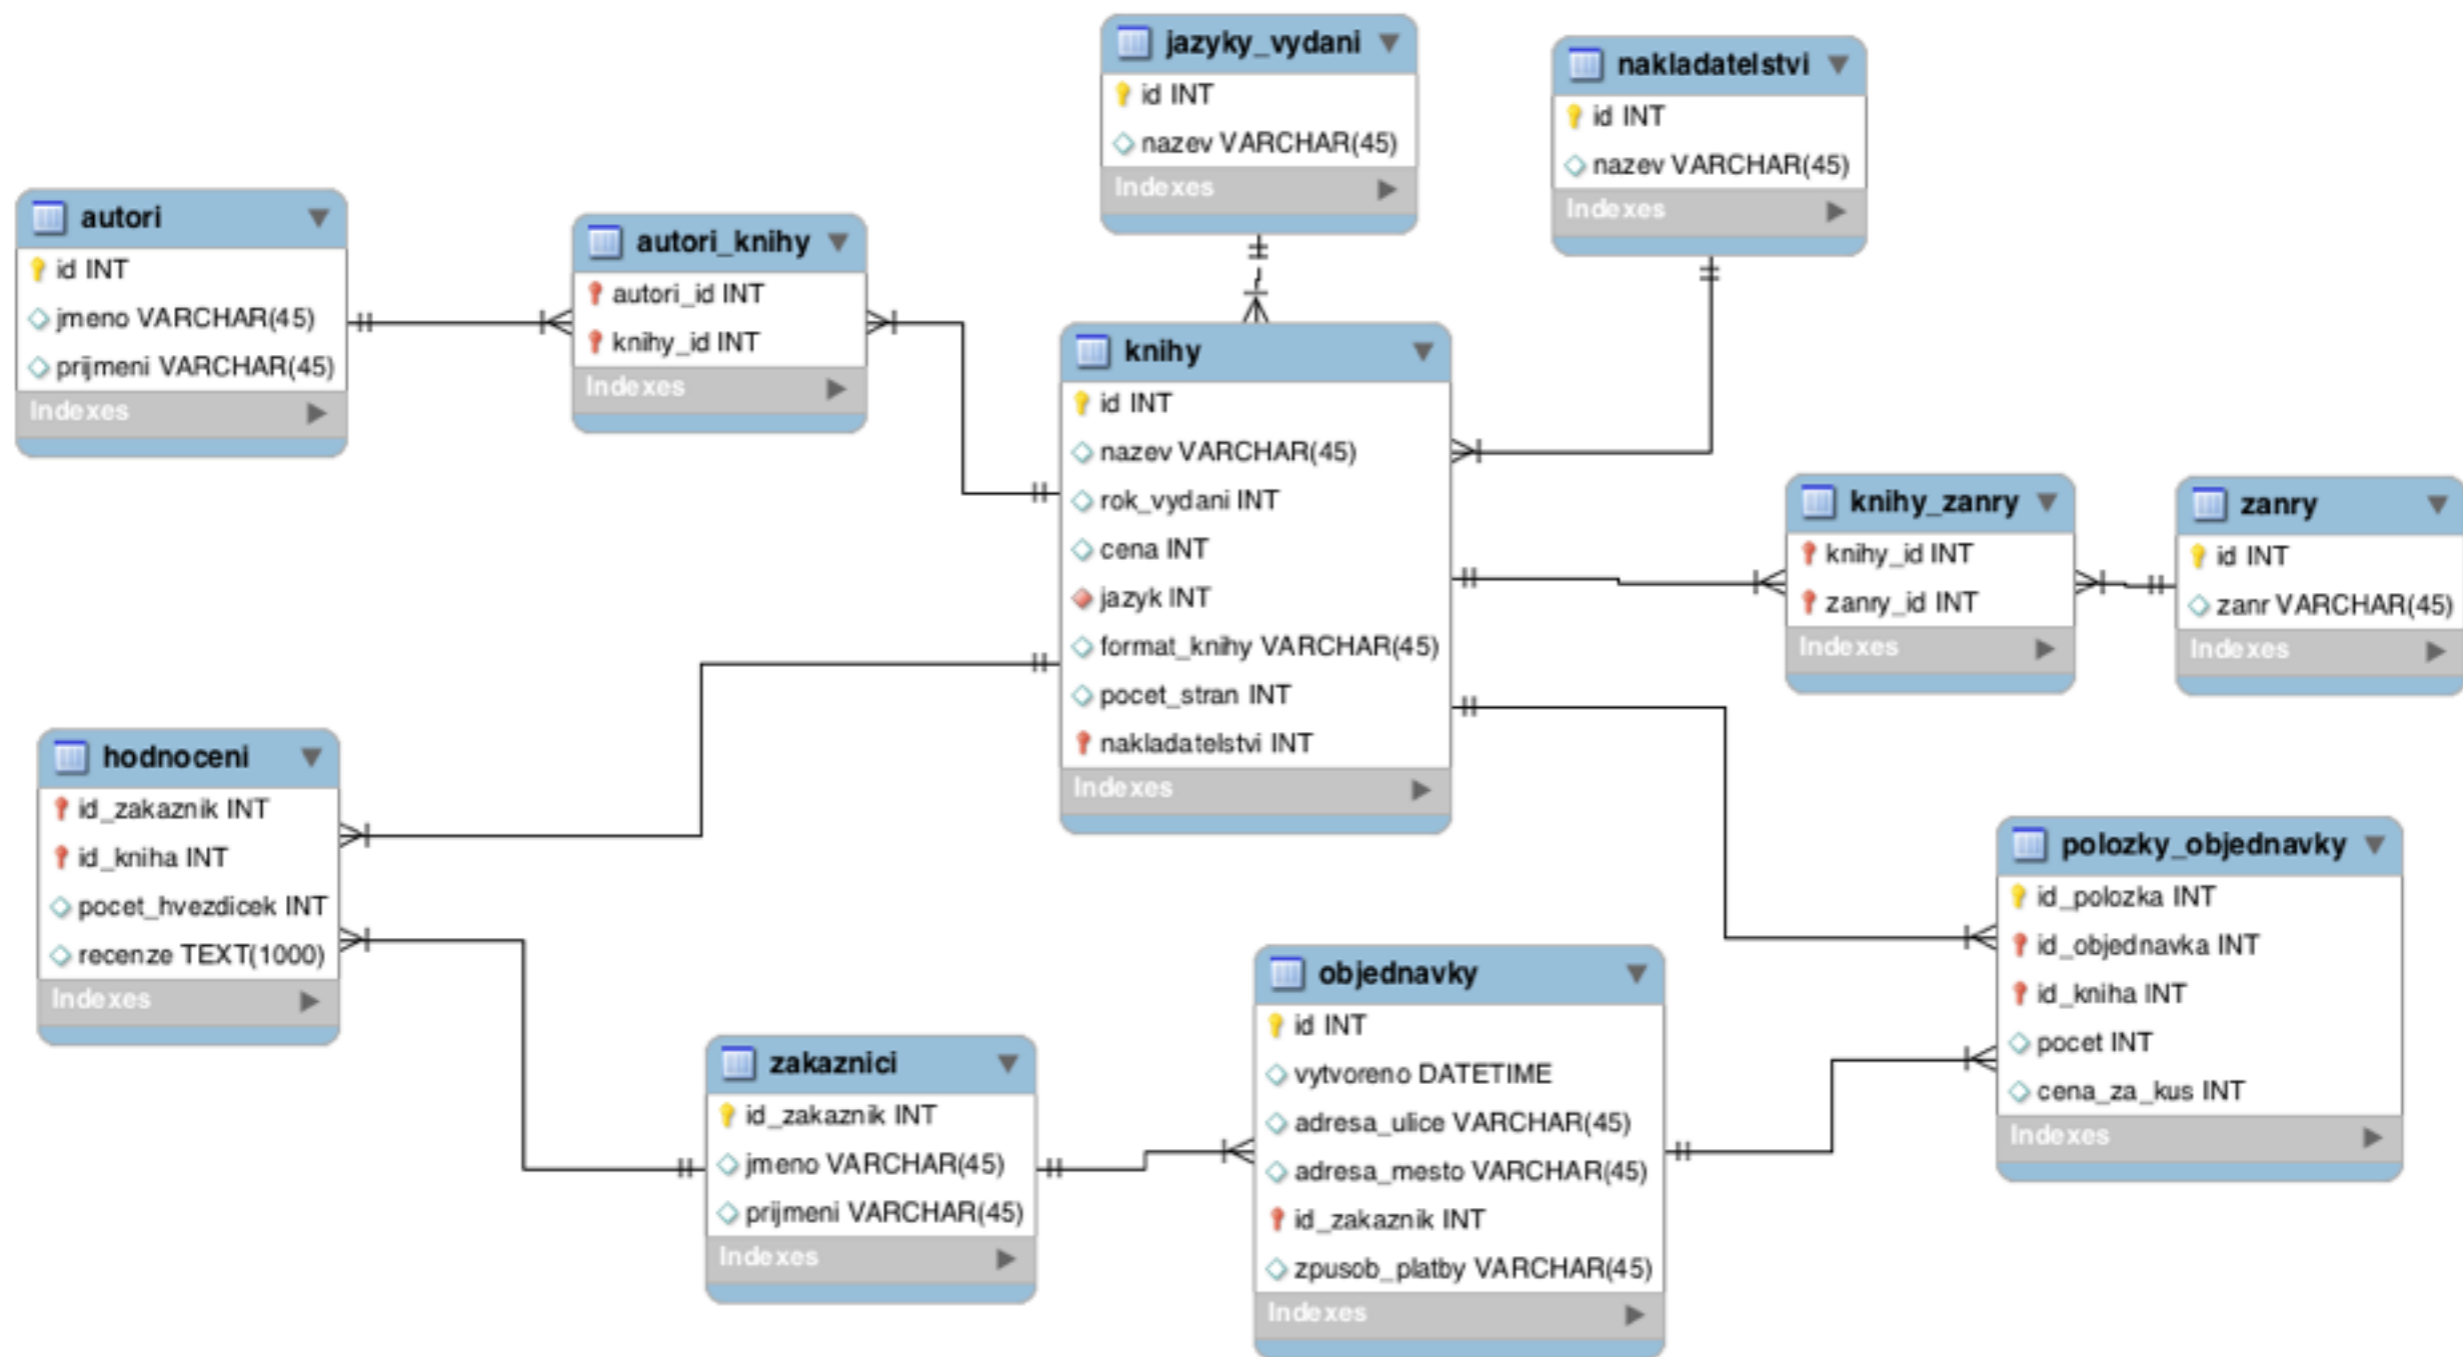 jazyky_vydani
id INT
nazev VARCHAR(45)
Indexes
nakladatelstvi
id INT
nazev VARCHAR(45)
Indexes
autori
id INT
jmeno VARCHAR(45)
prijmeni VARCHAR(45)
Indexes
autori_knihy
autori_id INT
knihy_id INT
Indexes
knihy
id INT
nazev VARCHAR(45)
rok_vydani INT
cena INT
jazyk INT
format_knihy VARCHAR(45)
pocet_stran INT
nakladatelstvi INT
Indexes
knihy_zanry
knihy_id INT
zanry_id INT
Indexes
zanry
id INT
zanr VARCHAR(45)
Indexes
hodnoceni
id_zakaznik INT
id_kniha INT
pocet_hvezdicek INT
recenze TEXT(1000)
Indexes
zakaznici
id_zakaznik INT
jmeno VARCHAR(45)
prijmeni VARCHAR(45)
Indexes
objednavky
id INT
vytvoreno DATETIME
adresa_ulice VARCHAR(45)
adresa_mesto VARCHAR(45)
id_zakaznik INT
zpusob_platby VARCHAR(45)
Indexes
polozky_objednavky
id_polozka INT
id_objednavka INT
id_kniha INT
pocet INT
cena_za_kus INT
Indexes